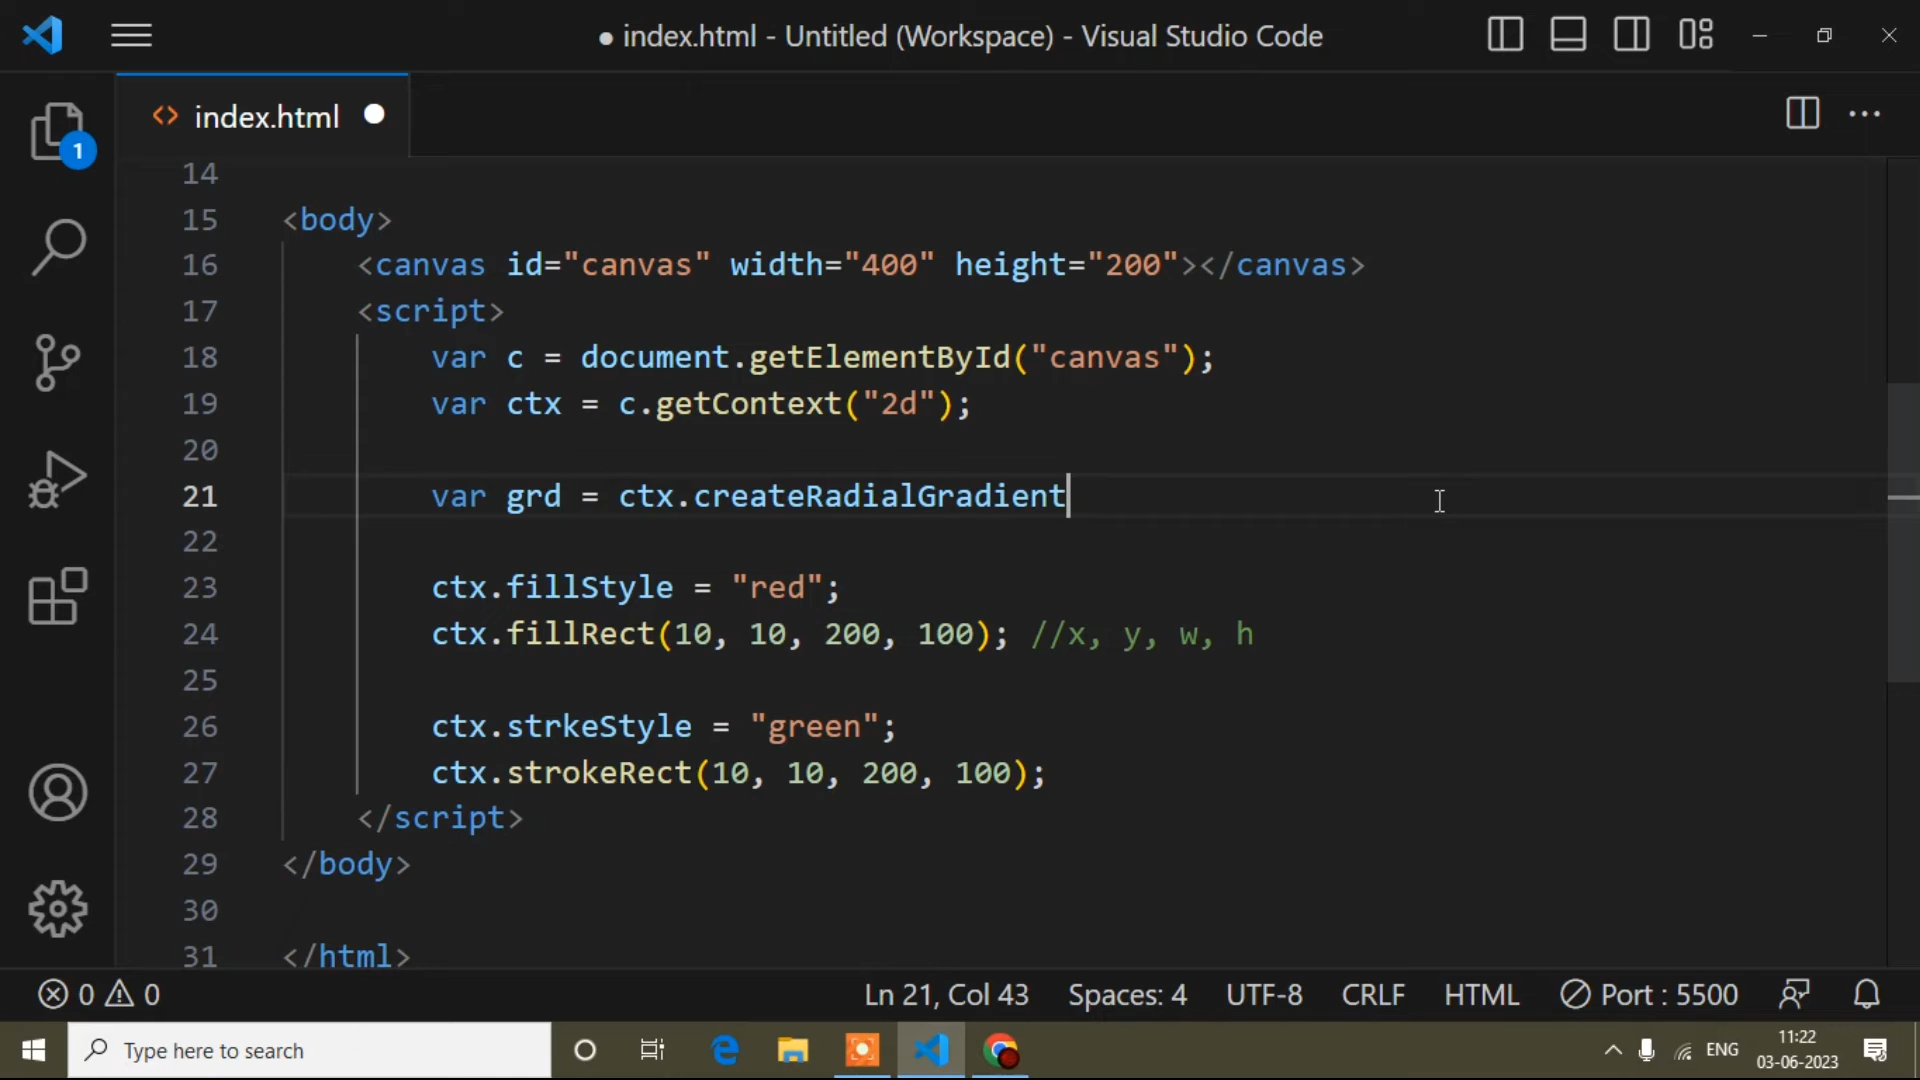 ● index.html - Untitled (Workspace) - Visual Studio Code
index.html
1
14
15 <body>
16 <canvas id="canvas" width="400" height="200"></canvas>
17 <script>
18 var c = document.getElementById("canvas");
19 var ctx = c.getContext("2d");
20
21 var grd = ctx.createRadialGradient
22
23 ctx.fillStyle = "red";
24 ctx.fillRect(10, 10, 200, 100); //x, y, w, h
25
26 ctx.strkeStyle = "green";
27 ctx.strokeRect(10, 10, 200, 100);
28 </script>
29 </body>
30
31 </html>
0 0 Ln 21, Col 43 Spaces: 4 UTF-8 CRLF HTML Port : 5500
Type here to search
ENG
11:22
03-06-2023